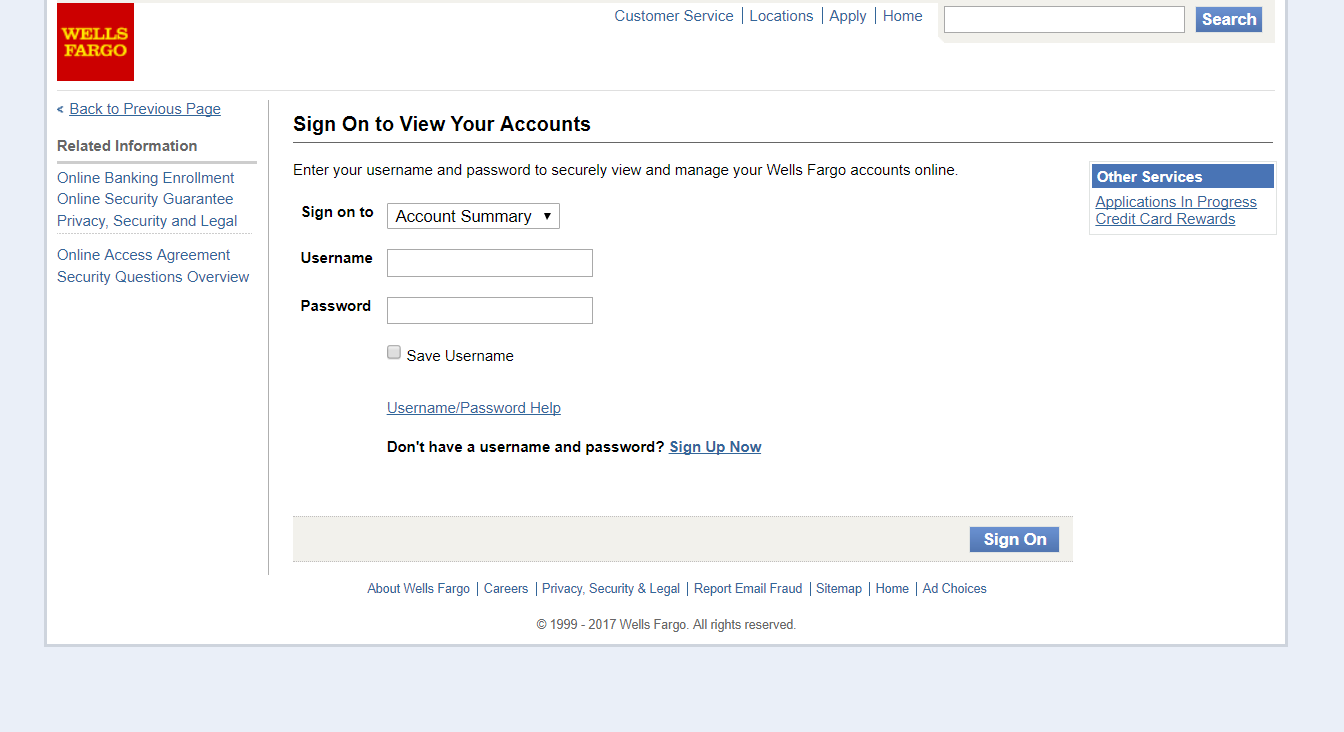 WELLS
FARGO
Customer Service | Locations | Apply | Home
Search
< Back to Previous Page
Related Information
Online Banking Enrollment
Online Security Guarantee
Privacy, Security and Legal
Online Access Agreement
Security Questions Overview
Sign On to View Your Accounts
Enter your username and password to securely view and manage your Wells Fargo accounts online.
Sign on to Account Summary
Username
Password
Save Username
Username/Password Help
Don't have a username and password? Sign Up Now
Sign On
Other Services
Applications In Progress
Credit Card Rewards
About Wells Fargo | Careers | Privacy, Security & Legal | Report Email Fraud | Sitemap | Home | Ad Choices
© 1999 - 2017 Wells Fargo. All rights reserved.